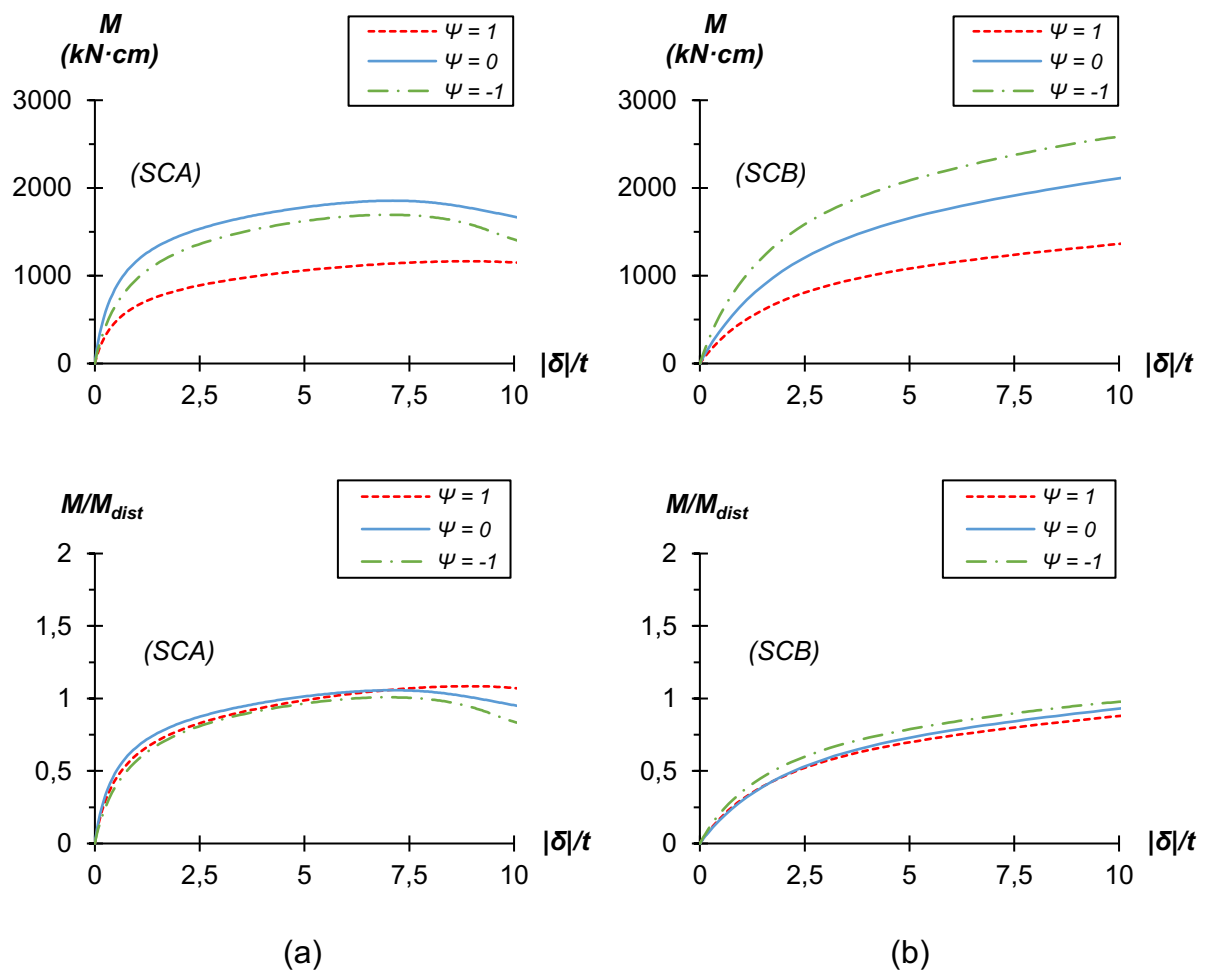 M
(kN·cm)
Ψ = 1
Ψ = 0
Ψ = -1
3000
2000
1000
0
(SCA)
0 2,5 5 7,5 10
|δ|/t
M
(kN·cm)
Ψ = 1
Ψ = 0
Ψ = -1
3000
2000
1000
0
(SCB)
0 2,5 5 7,5 10
|δ|/t
M/Mdist
Ψ = 1
Ψ = 0
Ψ = -1
2
1,5
1
0,5
0
(SCA)
0 2,5 5 7,5 10
|δ|/t
M/Mdist
Ψ = 1
Ψ = 0
Ψ = -1
2
1,5
1
0,5
0
(SCB)
0 2,5 5 7,5 10
|δ|/t
(a)
(b)